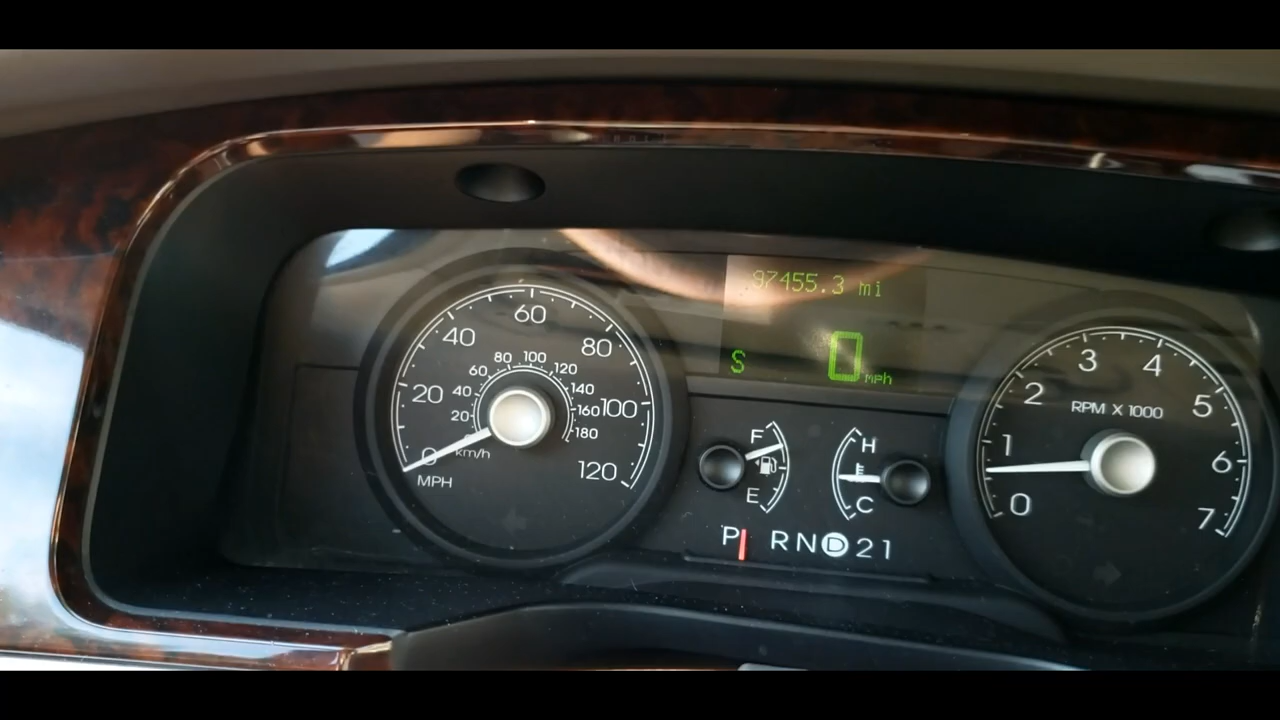 97455.3 mi
S 0 mph
0 20 40 60 80 100 120
MPH
20 40 60 80 100 120 140 160 180
km/h
F
E
H
C
P R N D 2 1
0 1 2 3 4 5 6 7
RPM X 1000